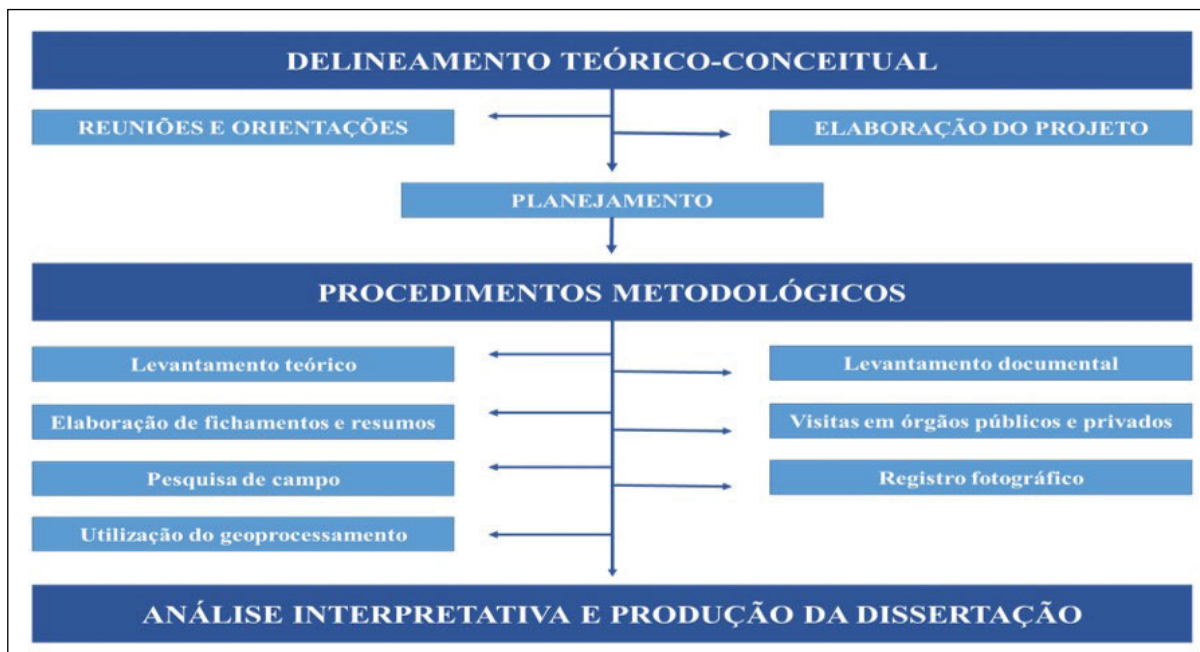 DELINEAMENTO TEÓRICO-CONCEITUAL
REUNIÕES E ORIENTAÇÕES
ELABORAÇÃO DO PROJETO
PLANEJAMENTO
PROCEDIMENTOS METODOLÓGICOS
Levantamento teórico
Levantamento documental
Elaboração de fichamentos e resumos
Visitas em órgãos públicos e privados
Pesquisa de campo
Registro fotográfico
Utilização do geoprocessamento
ANÁLISE INTERPRETATIVA E PRODUÇÃO DA DISSERTAÇÃO